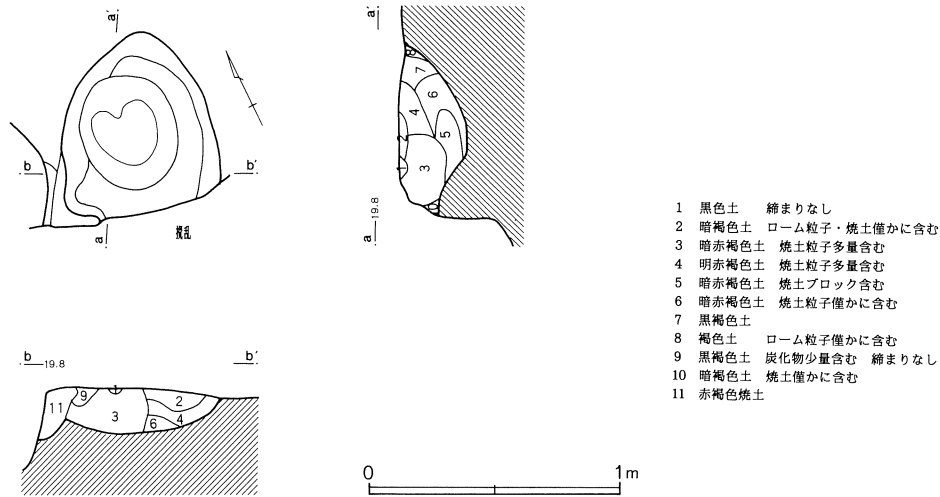 a′
b
b′
a
攪乱
a′
8
7
6
4
5
2
3
1
10
a 19.8
1 黒色土 締まりなし
2 暗褐色土 ローム粒子・焼土僅かに含む
3 暗赤褐色土 焼土粒子多量含む
4 明赤褐色土 焼土粒子多量含む
5 暗赤褐色土 焼土ブロック含む
6 暗赤褐色土 焼土粒子僅かに含む
7 黒褐色土
8 褐色土 ローム粒子僅かに含む
9 黒褐色土 炭化物少量含む 締まりなし
10 暗褐色土 焼土僅かに含む
11 赤褐色焼土
b 19.8
b′
11
9
1
3
2
6
4
0 1m